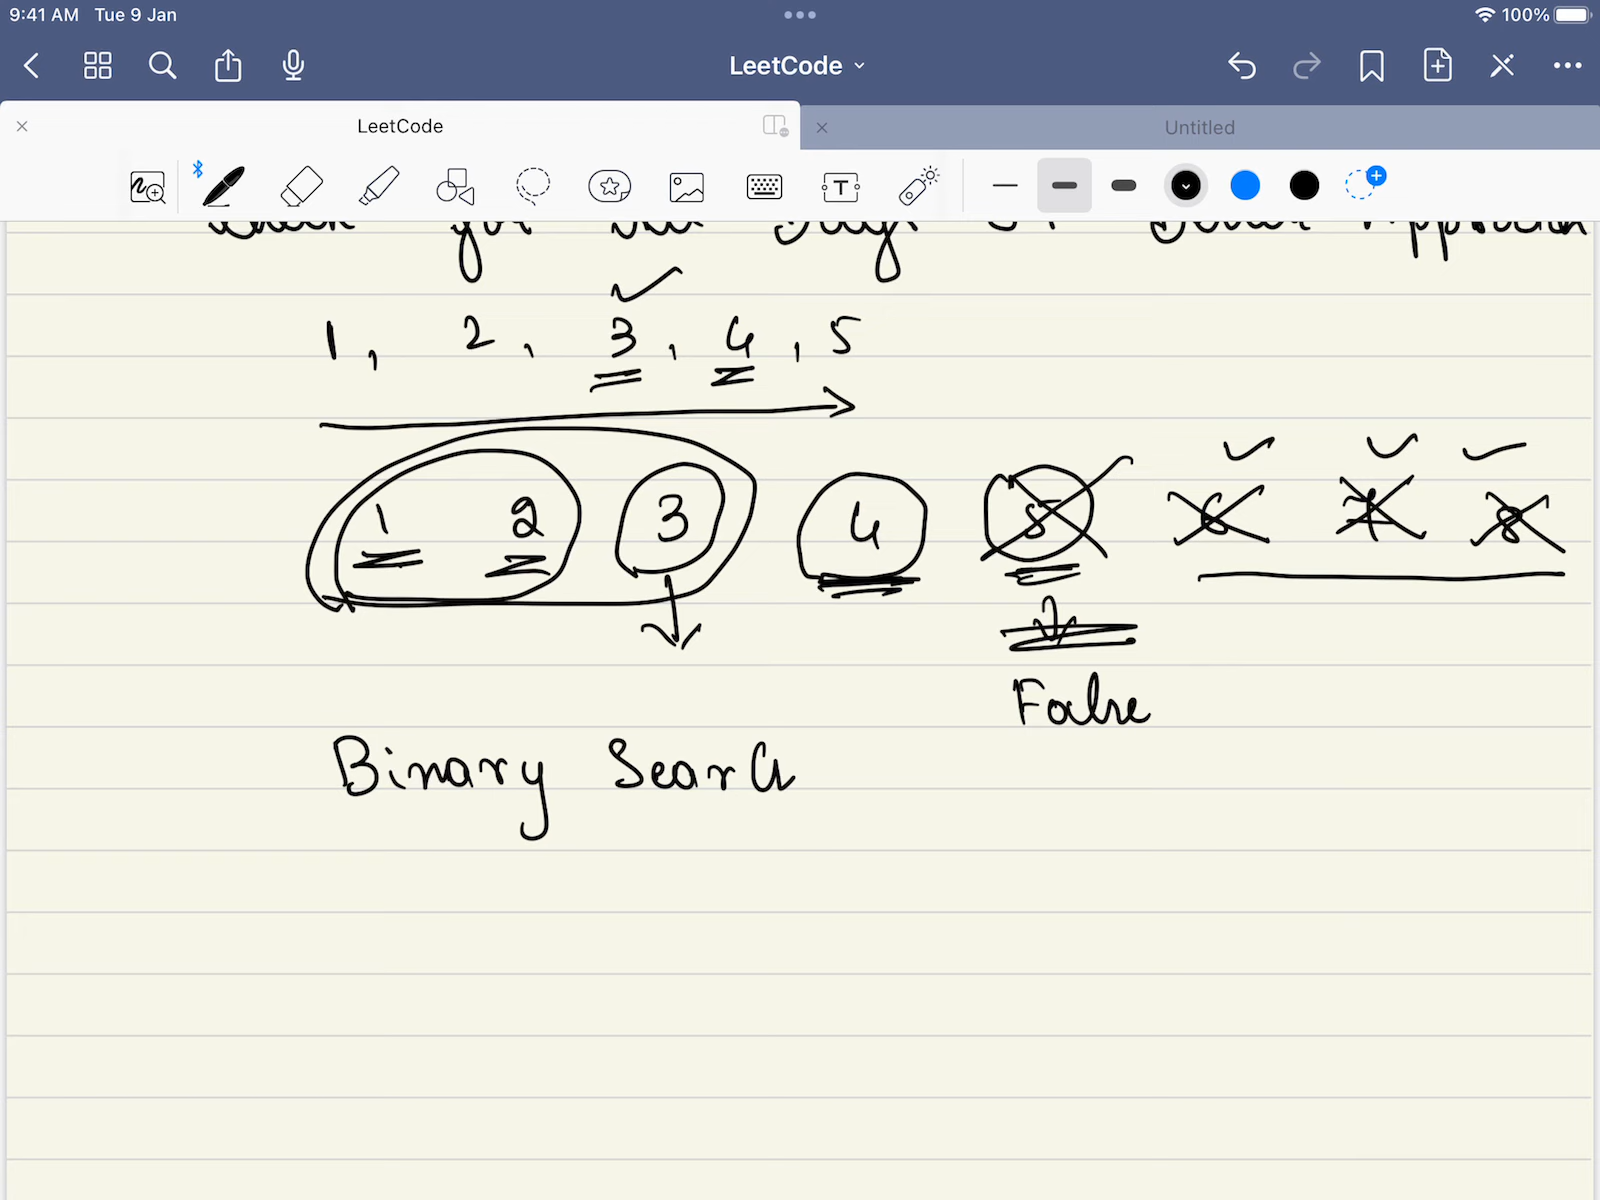 9:41 AM Tue 9 Jan 100%
LeetCode
LeetCode Untitled
T
1, 2, 3, 4, 5
1 2 3 4 5 6 7 8
False
Binary Search